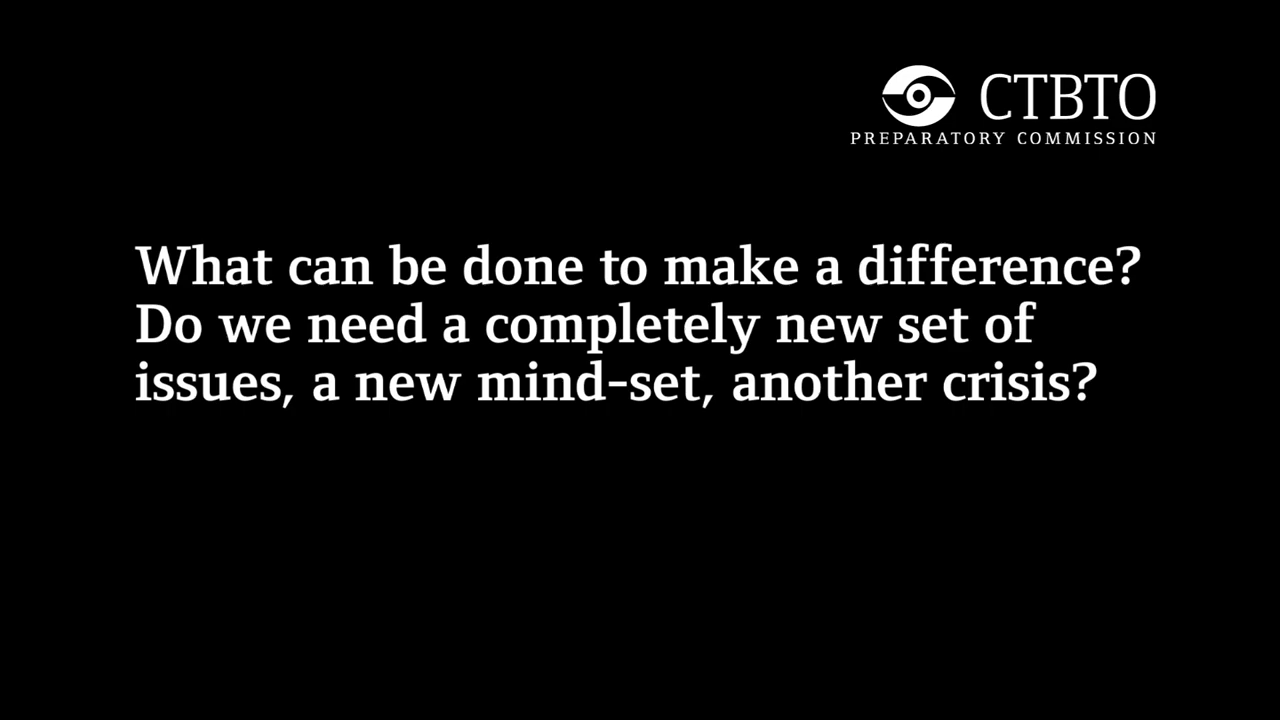 CTBTO
PREPARATORY COMMISSION
What can be done to make a difference?
Do we need a completely new set of
issues, a new mind-set, another crisis?